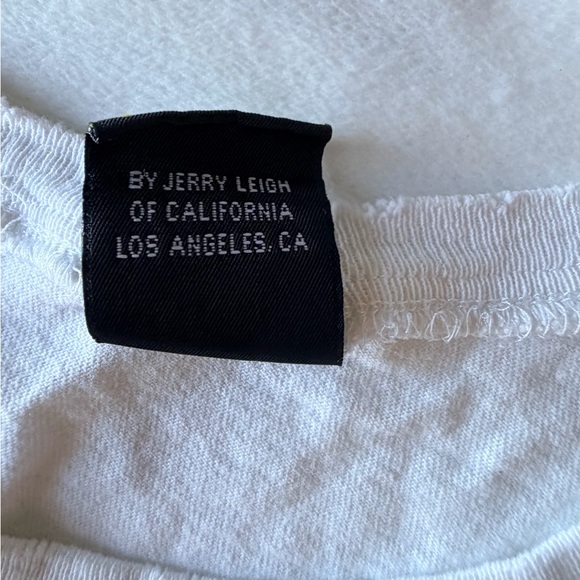 BY JERRY LEIGH
OF CALIFORNIA
LOS ANGELES, CA